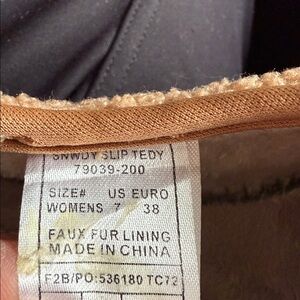 SNWDY SLIP TEDY
79039-200
SIZE# US EURO
WOMENS 7 38
FAUX FUR LINING
MADE IN CHINA
F2B/PO:536180 TC72